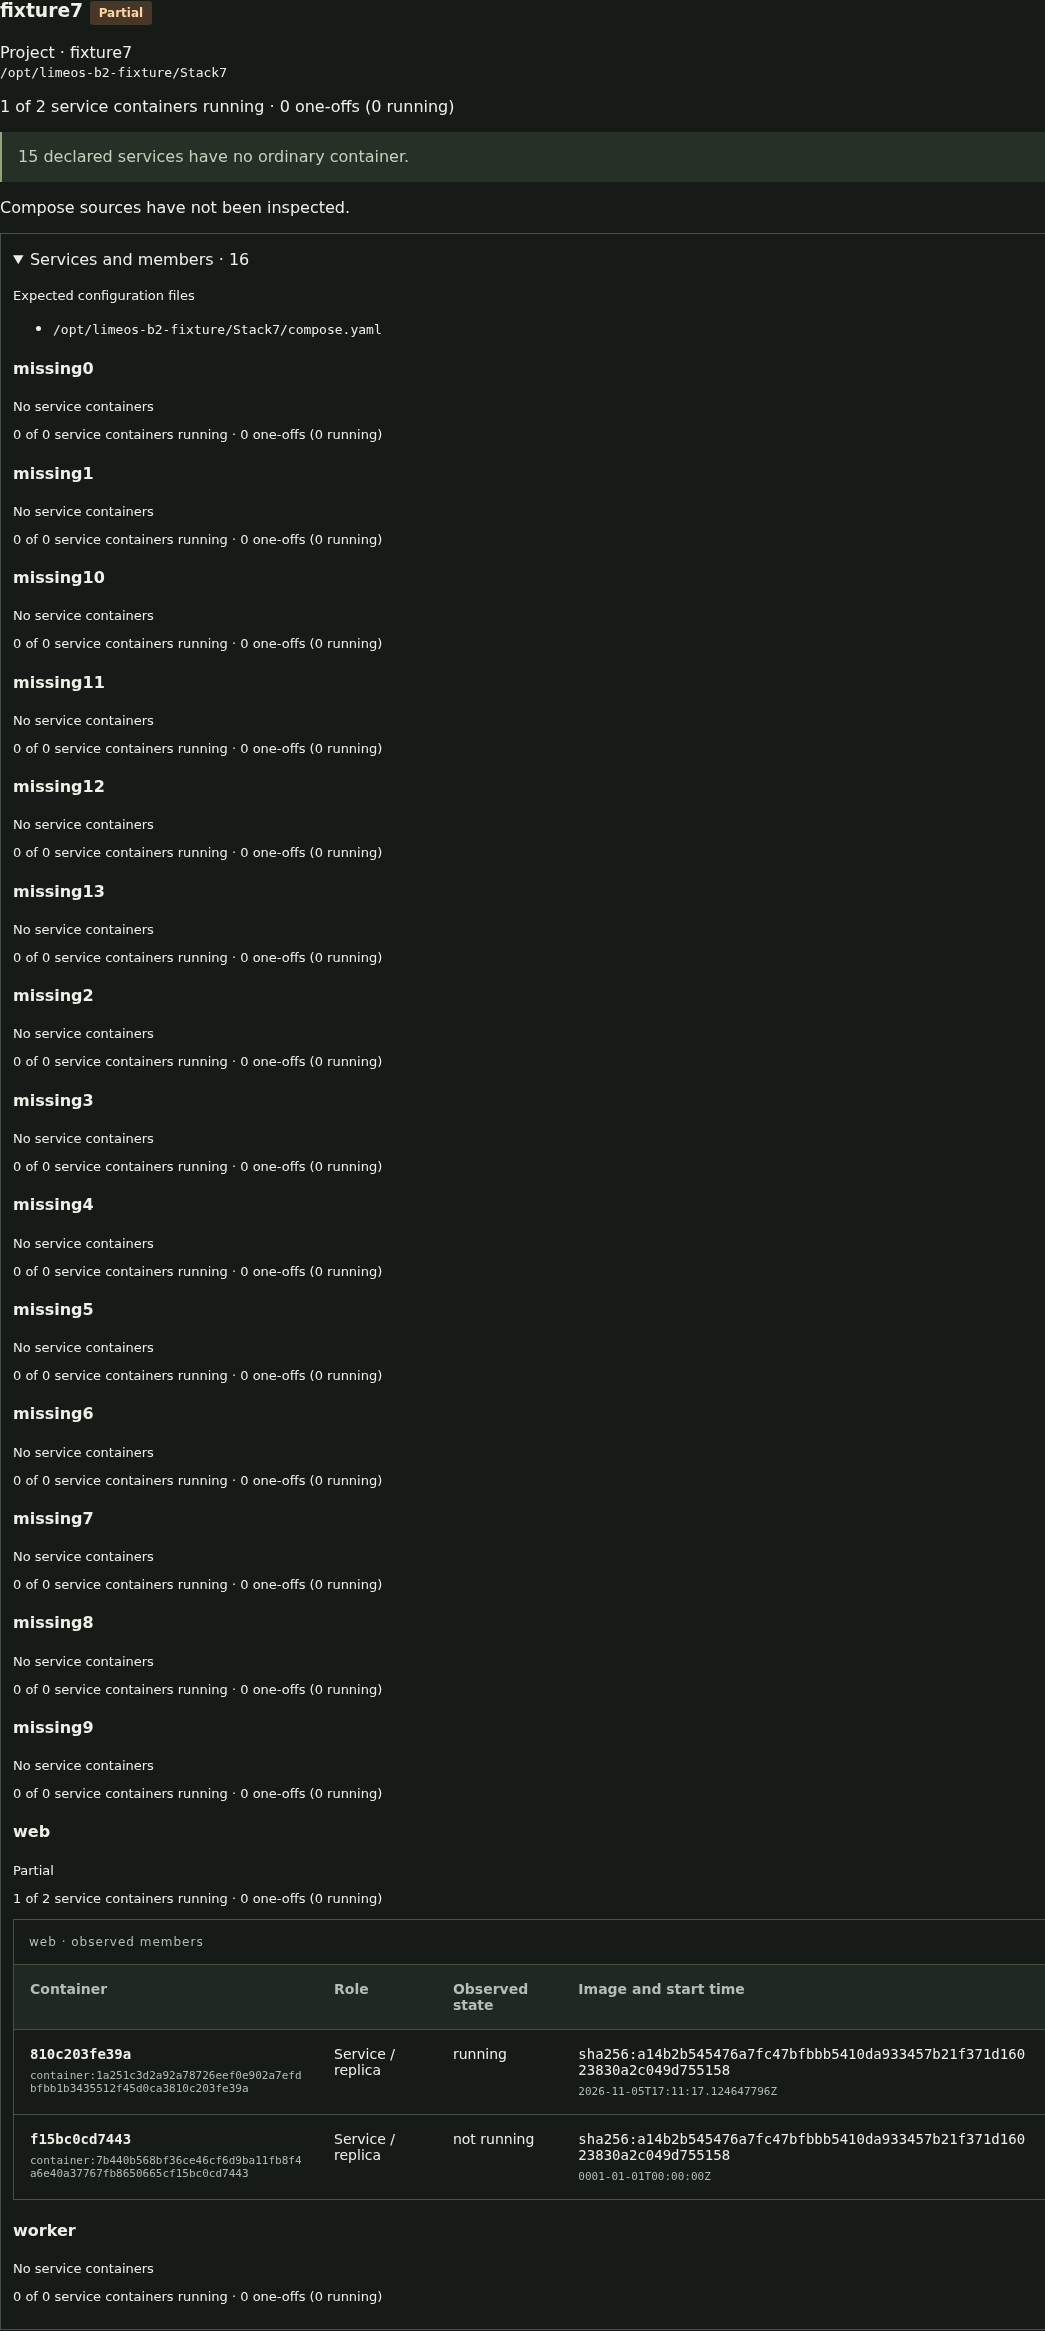 fixture7 Partial
Project · fixture7
/opt/limeos-b2-fixture/Stack7
1 of 2 service containers running · 0 one-offs (0 running)
15 declared services have no ordinary container.
Compose sources have not been inspected.
▼ Services and members · 16
Expected configuration files
• /opt/limeos-b2-fixture/Stack7/compose.yaml
missing0
No service containers
0 of 0 service containers running · 0 one-offs (0 running)
missing1
No service containers
0 of 0 service containers running · 0 one-offs (0 running)
missing10
No service containers
0 of 0 service containers running · 0 one-offs (0 running)
missing11
No service containers
0 of 0 service containers running · 0 one-offs (0 running)
missing12
No service containers
0 of 0 service containers running · 0 one-offs (0 running)
missing13
No service containers
0 of 0 service containers running · 0 one-offs (0 running)
missing2
No service containers
0 of 0 service containers running · 0 one-offs (0 running)
missing3
No service containers
0 of 0 service containers running · 0 one-offs (0 running)
missing4
No service containers
0 of 0 service containers running · 0 one-offs (0 running)
missing5
No service containers
0 of 0 service containers running · 0 one-offs (0 running)
missing6
No service containers
0 of 0 service containers running · 0 one-offs (0 running)
missing7
No service containers
0 of 0 service containers running · 0 one-offs (0 running)
missing8
No service containers
0 of 0 service containers running · 0 one-offs (0 running)
missing9
No service containers
0 of 0 service containers running · 0 one-offs (0 running)
web
Partial
1 of 2 service containers running · 0 one-offs (0 running)
web · observed members
Container Role Observed state Image and start time
810c203fe39a
container:1a251c3d2a92a78726eef0e902a7efd
bfbb1b3435512f45d0ca3810c203fe39a
Service /
replica
running
sha256:a14b2b545476a7fc47bfbbb5410da933457b21f371d160
23830a2c049d755158
2026-11-05T17:11:17.124647796Z
f15bc0cd7443
container:7b440b568bf36ce46cf6d9ba11fb8f4
a6e40a37767fb8650665cf15bc0cd7443
Service /
replica
not running
sha256:a14b2b545476a7fc47bfbbb5410da933457b21f371d160
23830a2c049d755158
0001-01-01T00:00:00Z
worker
No service containers
0 of 0 service containers running · 0 one-offs (0 running)